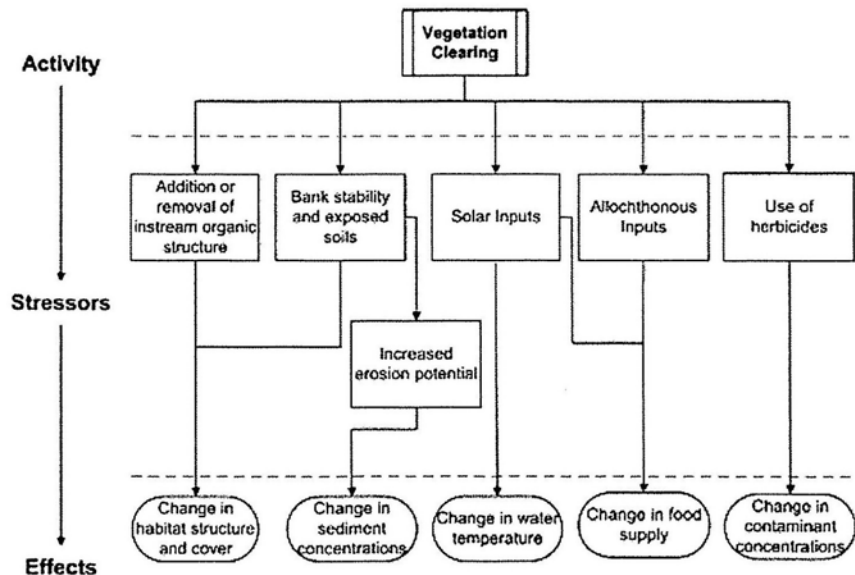 Vegetation
Clearing
Activity
Addition or
removal of
instream organic
structure
Bank stability
and exposed
soils
Solar Inputs
Allochthonous
Inputs
Use of
herbicides
Stressors
Increased
erosion potential
Change in
habitat structure
and cover
Change in
sediment
concentrations
Change in water
temperature
Change in food
supply
Change in
contaminant
concentrations
Effects